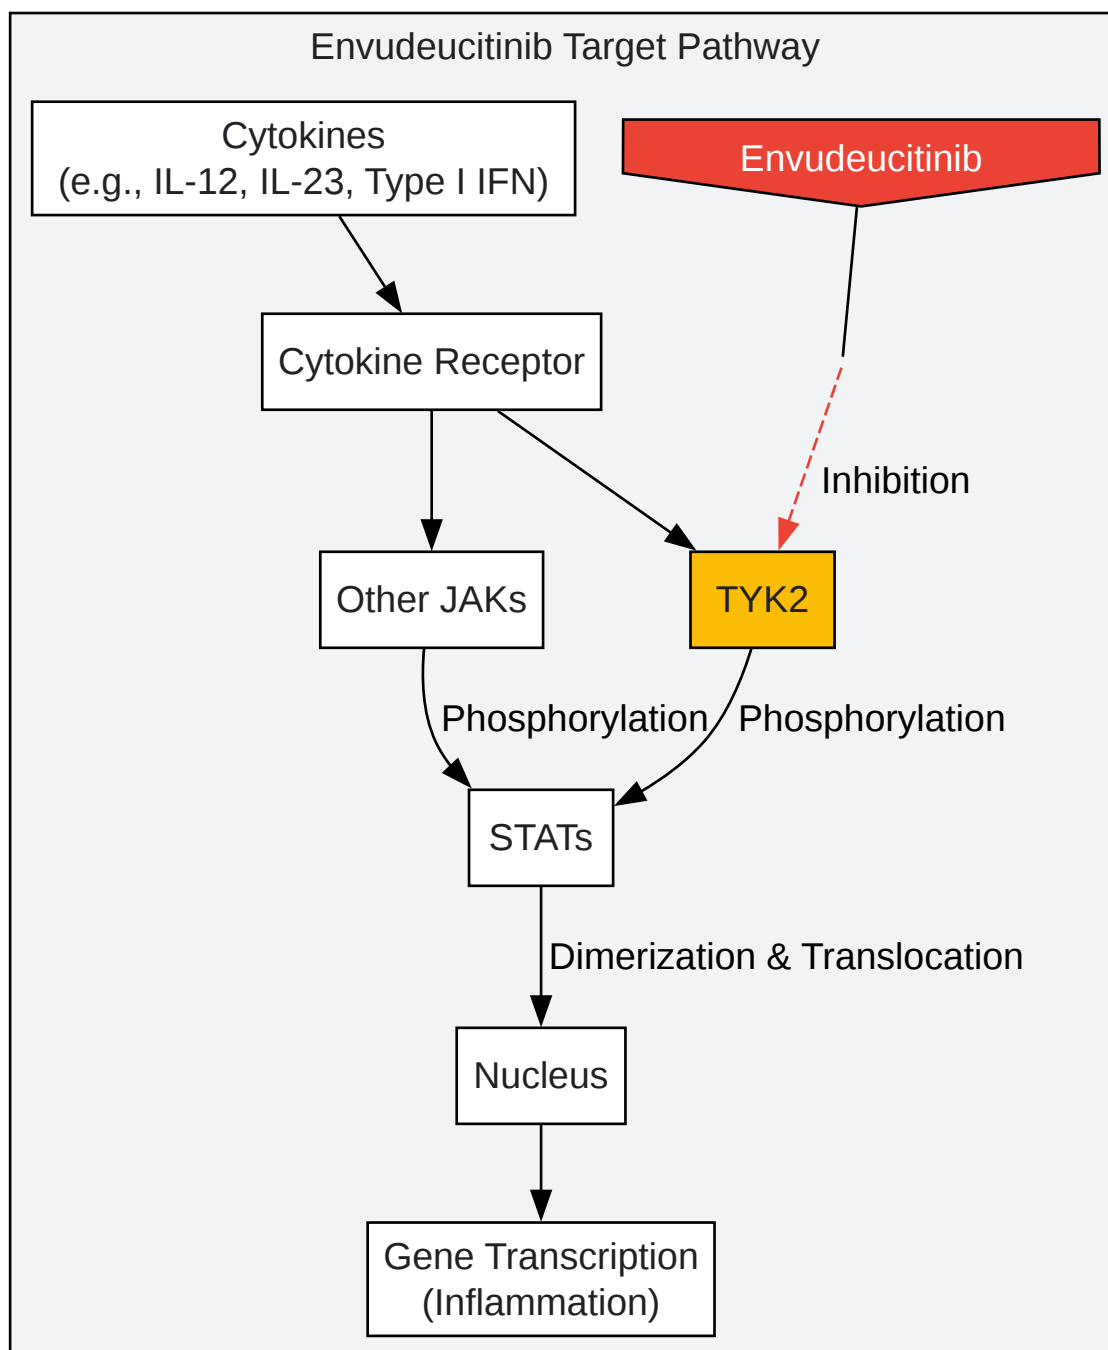 Envudeucitinib Target Pathway
Cytokines
(e.g., IL-12, IL-23, Type I IFN)
Envudeucitinib
Cytokine Receptor
Inhibition
Other JAKs
TYK2
Phosphorylation
Phosphorylation
STATs
Dimerization & Translocation
Nucleus
Gene Transcription
(Inflammation)